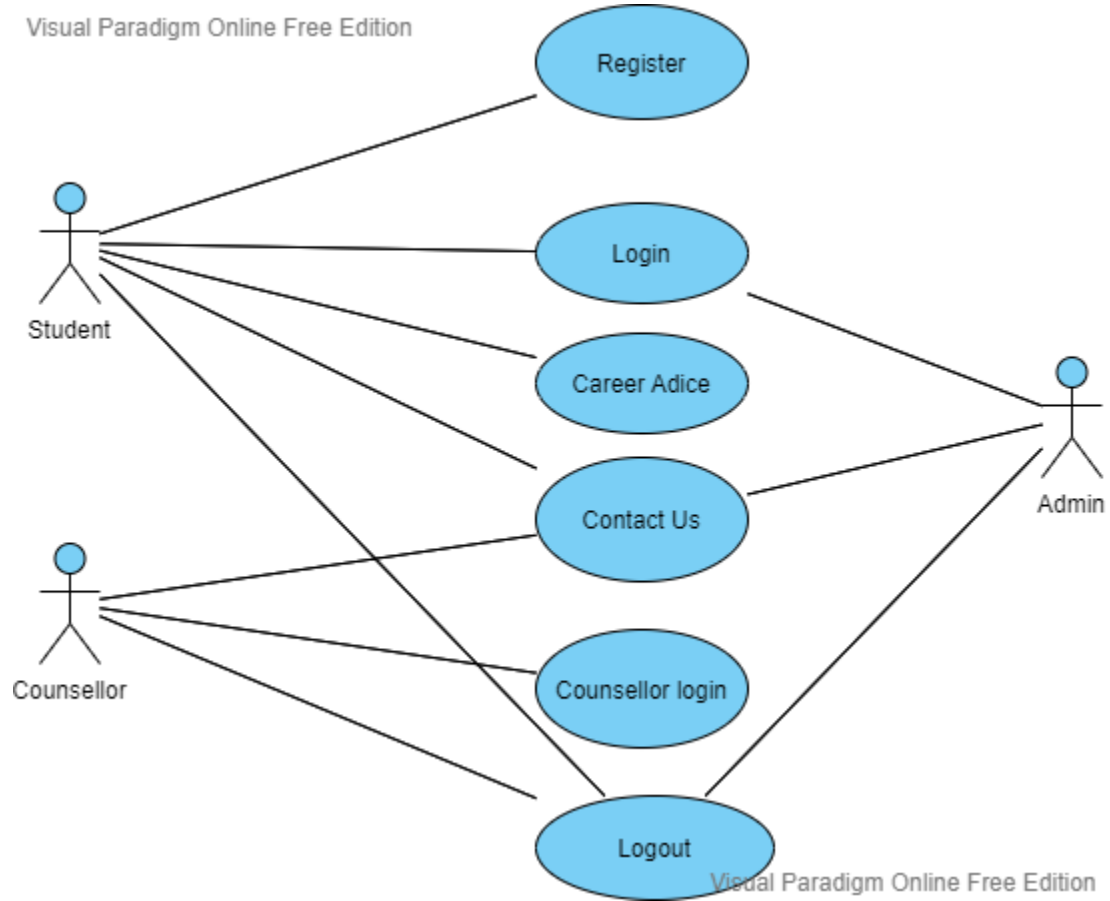 Visual Paradigm Online Free Edition
Register
Login
Student
Career Adice
Contact Us
Admin
Counsellor
Counsellor login
Logout
Visual Paradigm Online Free Edition